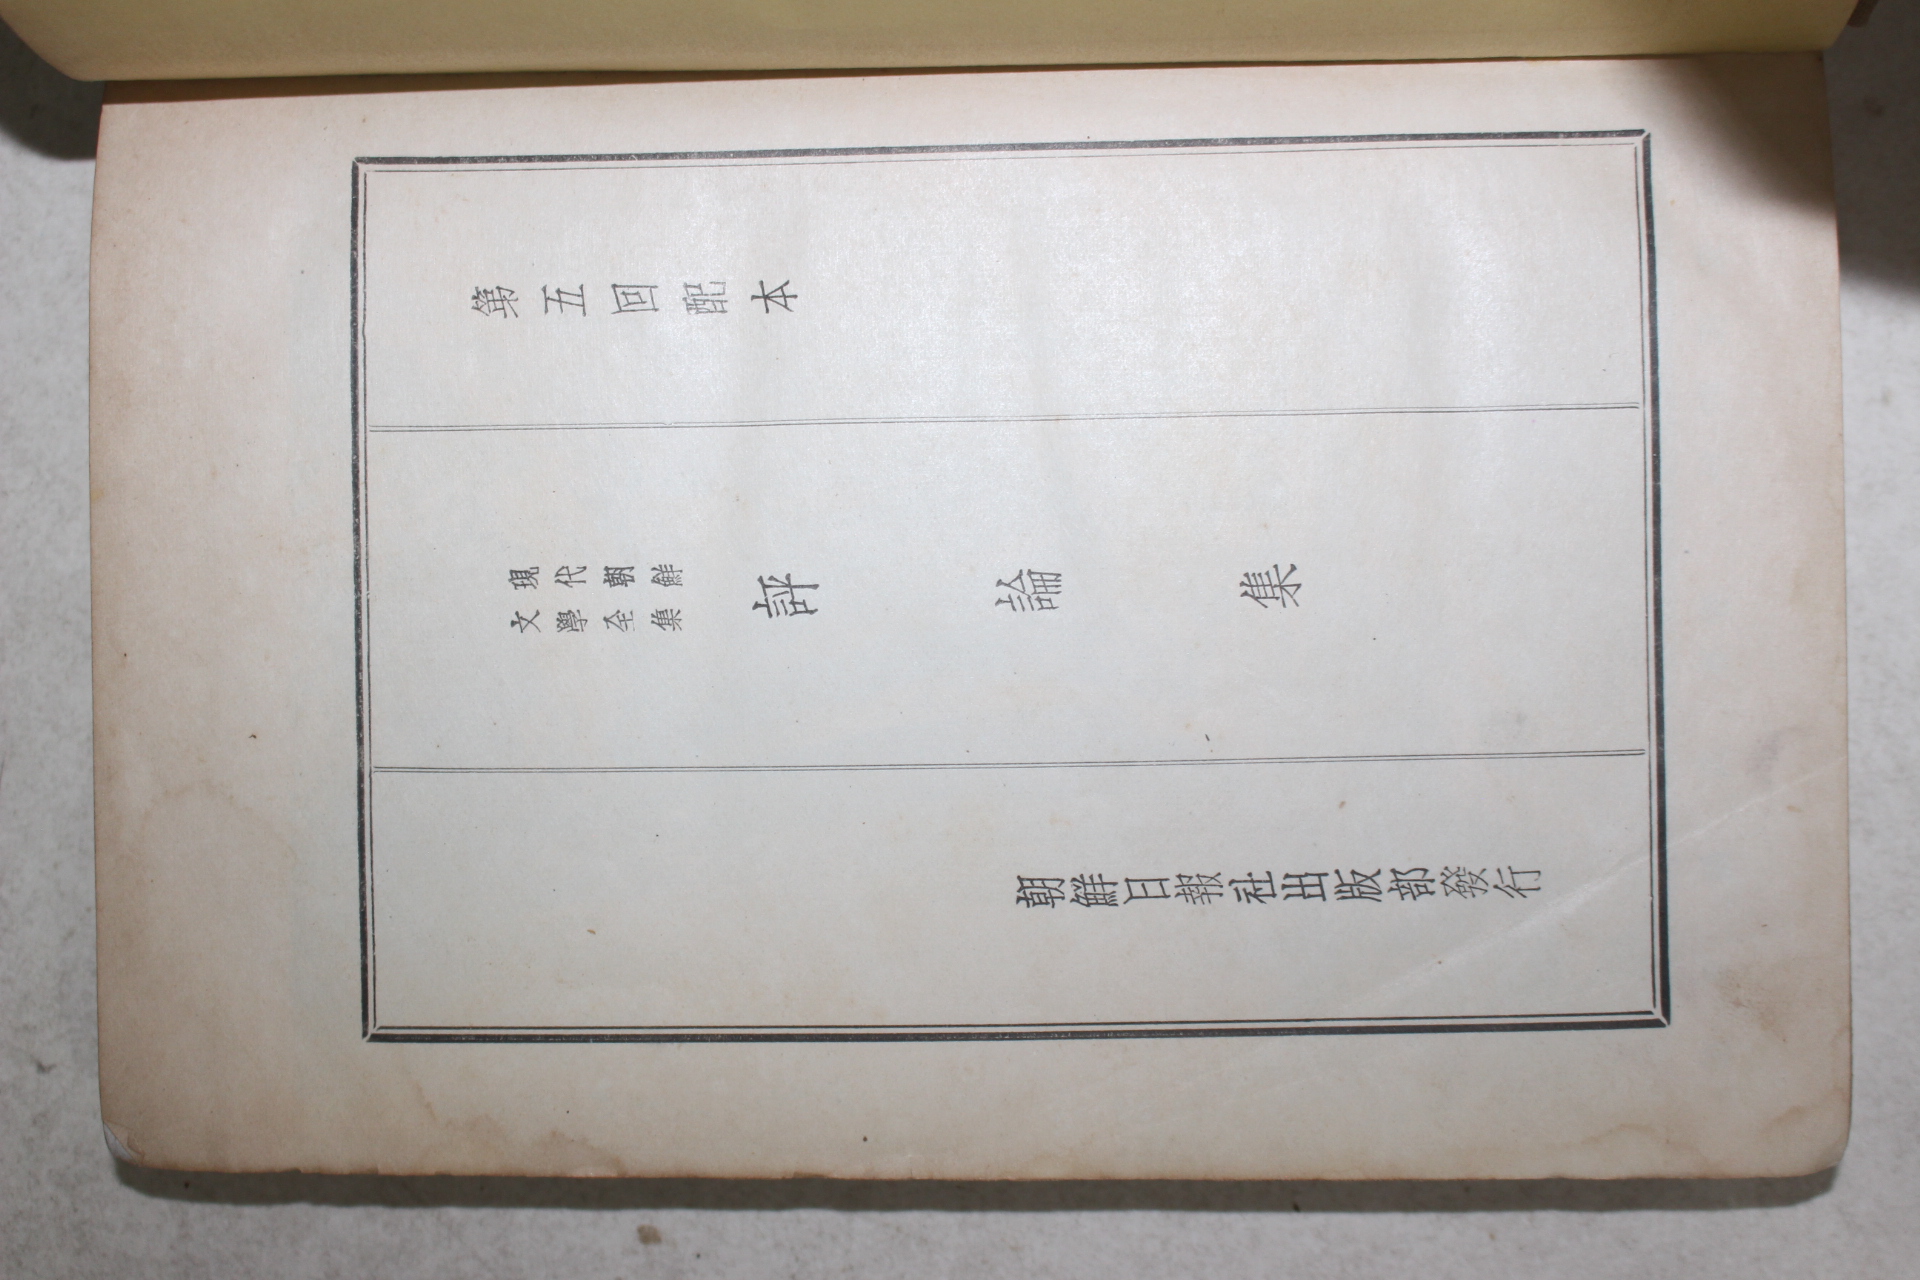 第五回配本
現代朝鮮
文學全集
評論集
朝鮮日報社出版部發行